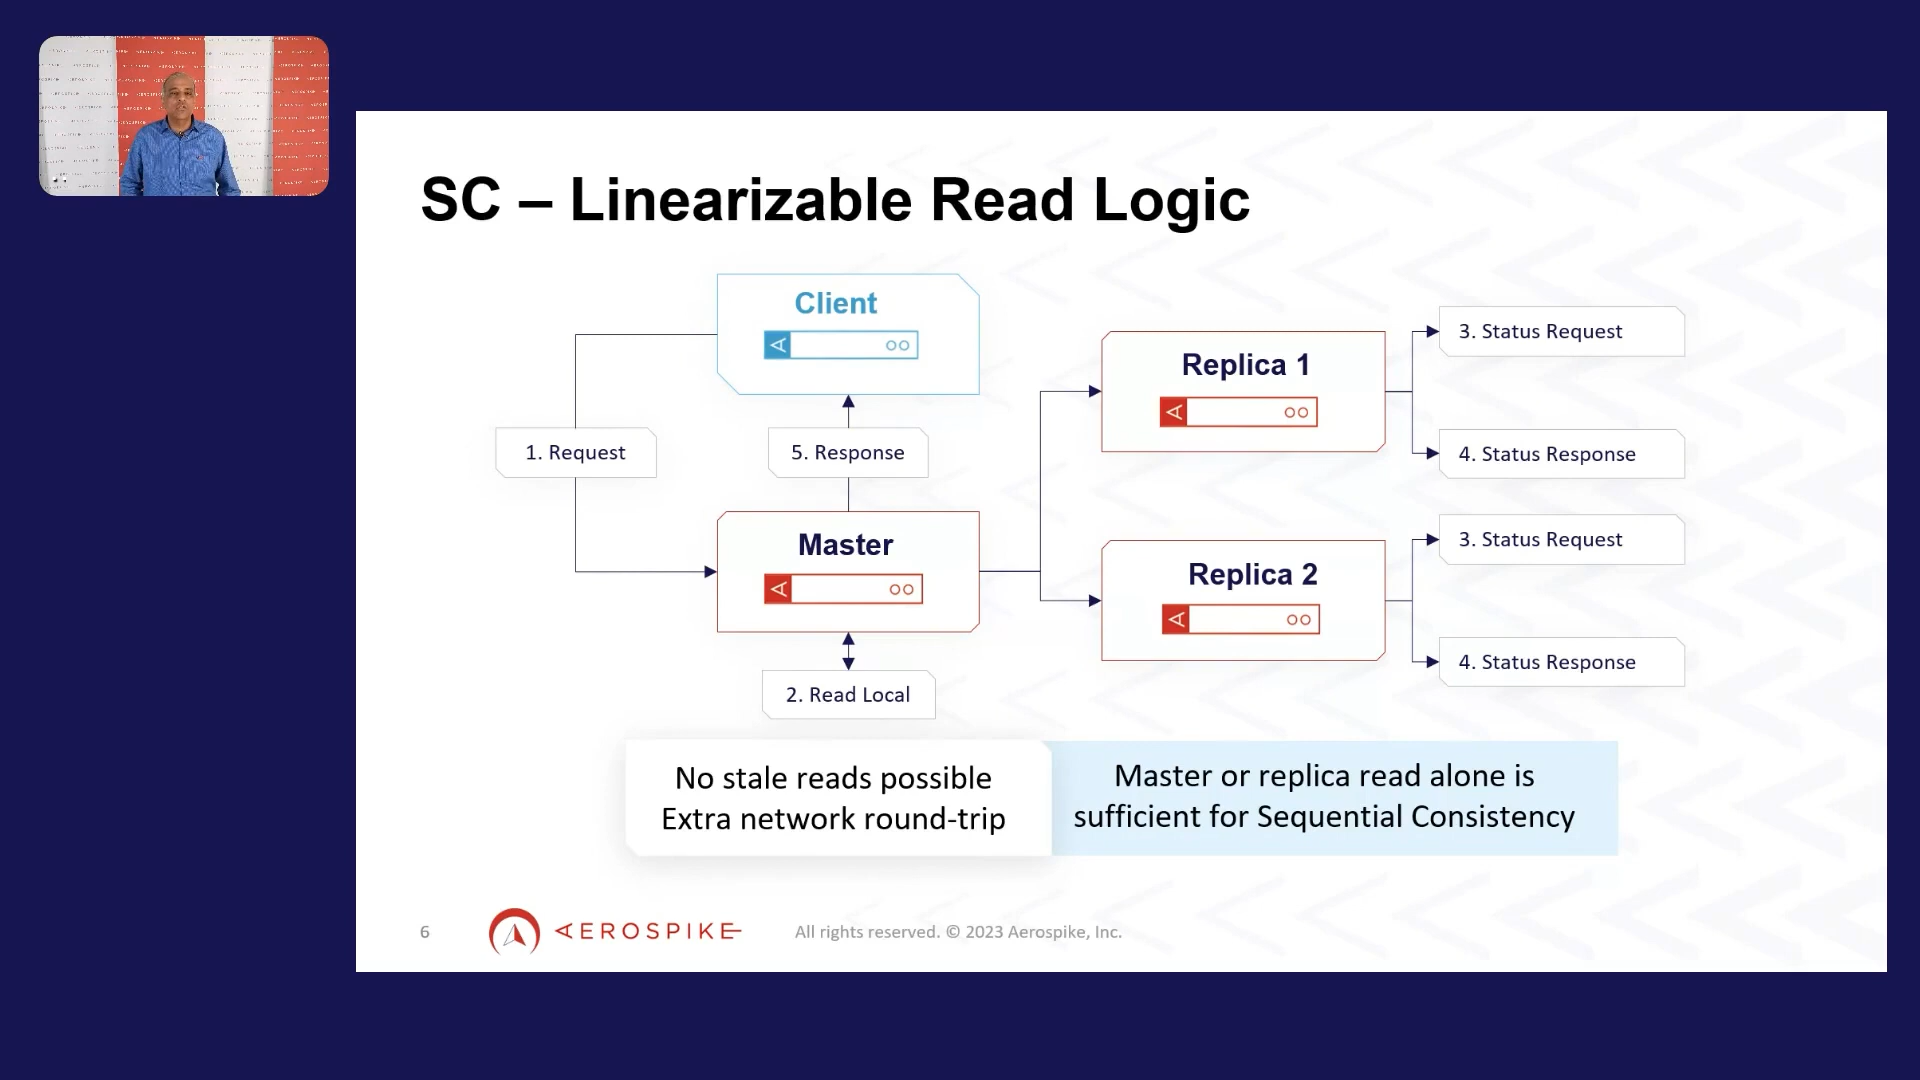 SC – Linearizable Read Logic
Client
1. Request
5. Response
Master
2. Read Local
Replica 1
3. Status Request
4. Status Response
Replica 2
3. Status Request
4. Status Response
No stale reads possible
Extra network round-trip
Master or replica read alone is
sufficient for Sequential Consistency
6
AEROSPIKE
All rights reserved. © 2023 Aerospike, Inc.